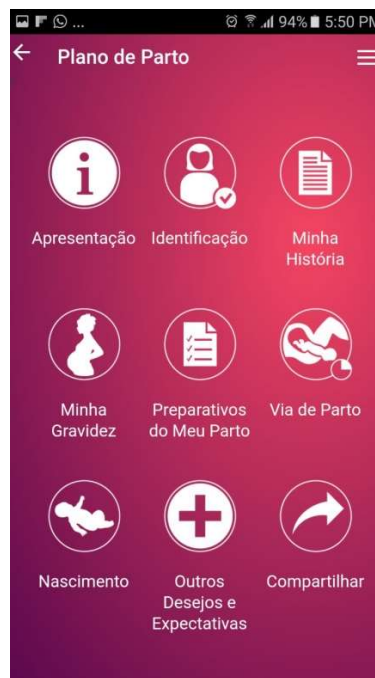 ... 94% 5:50 PM
Plano de Parto
Apresentação Identificação Minha
História
Minha
Gravidez
Preparativos
do Meu Parto
Via de Parto
Nascimento
Outros
Desejos e
Expectativas
Compartilhar